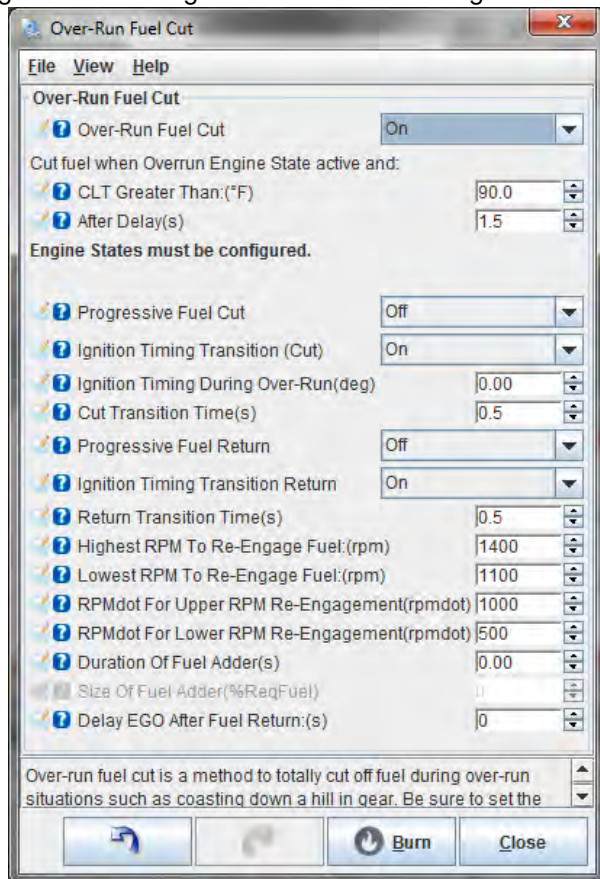 Over-Run Fuel Cut
File View Help
Over-Run Fuel Cut
Over-Run Fuel Cut On
Cut fuel when Overrun Engine State active and:
CLT Greater Than:(°F) 90.0
After Delay(s) 1.5
Engine States must be configured.
Progressive Fuel Cut Off
Ignition Timing Transition (Cut) On
Ignition Timing During Over-Run(deg) 0.00
Cut Transition Time(s) 0.5
Progressive Fuel Return Off
Ignition Timing Transition Return On
Return Transition Time(s) 0.5
Highest RPM To Re-Engage Fuel:(rpm) 1400
Lowest RPM To Re-Engage Fuel:(rpm) 1100
RPMdot For Upper RPM Re-Engagement(rpmdot) 1000
RPMdot For Lower RPM Re-Engagement(rpmdot) 500
Duration Of Fuel Adder(s) 0.00
Size Of Fuel Adder(%ReqFuel) 0
Delay EGO After Fuel Return:(s) 0
Over-run fuel cut is a method to totally cut off fuel during over-run
situations such as coasting down a hill in gear. Be sure to set the
Burn Close